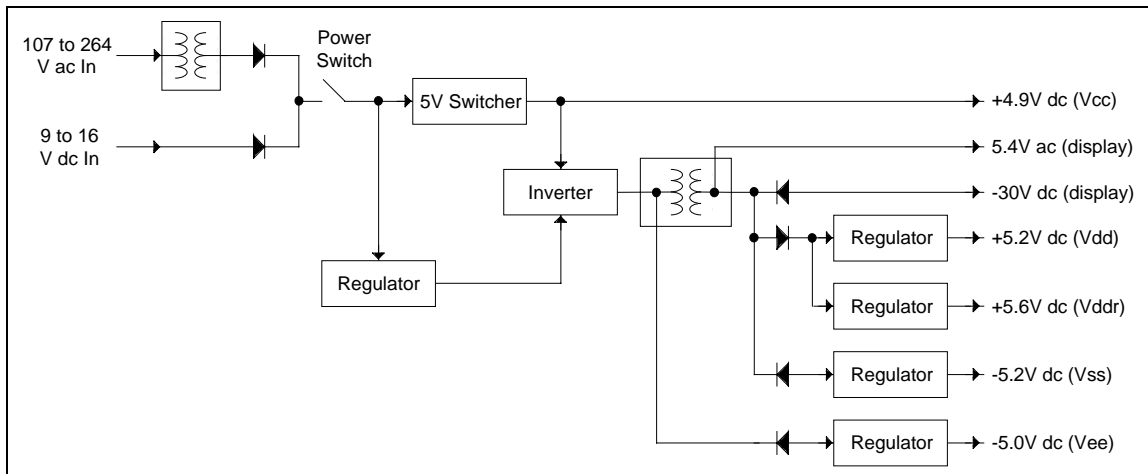 107 to 264
V ac In
Power
Switch
9 to 16
V dc In
5V Switcher
+4.9V dc (Vcc)
5.4V ac (display)
Inverter
-30V dc (display)
Regulator
+5.2V dc (Vdd)
Regulator
Regulator
+5.6V dc (Vddr)
Regulator
-5.2V dc (Vss)
Regulator
-5.0V dc (Vee)